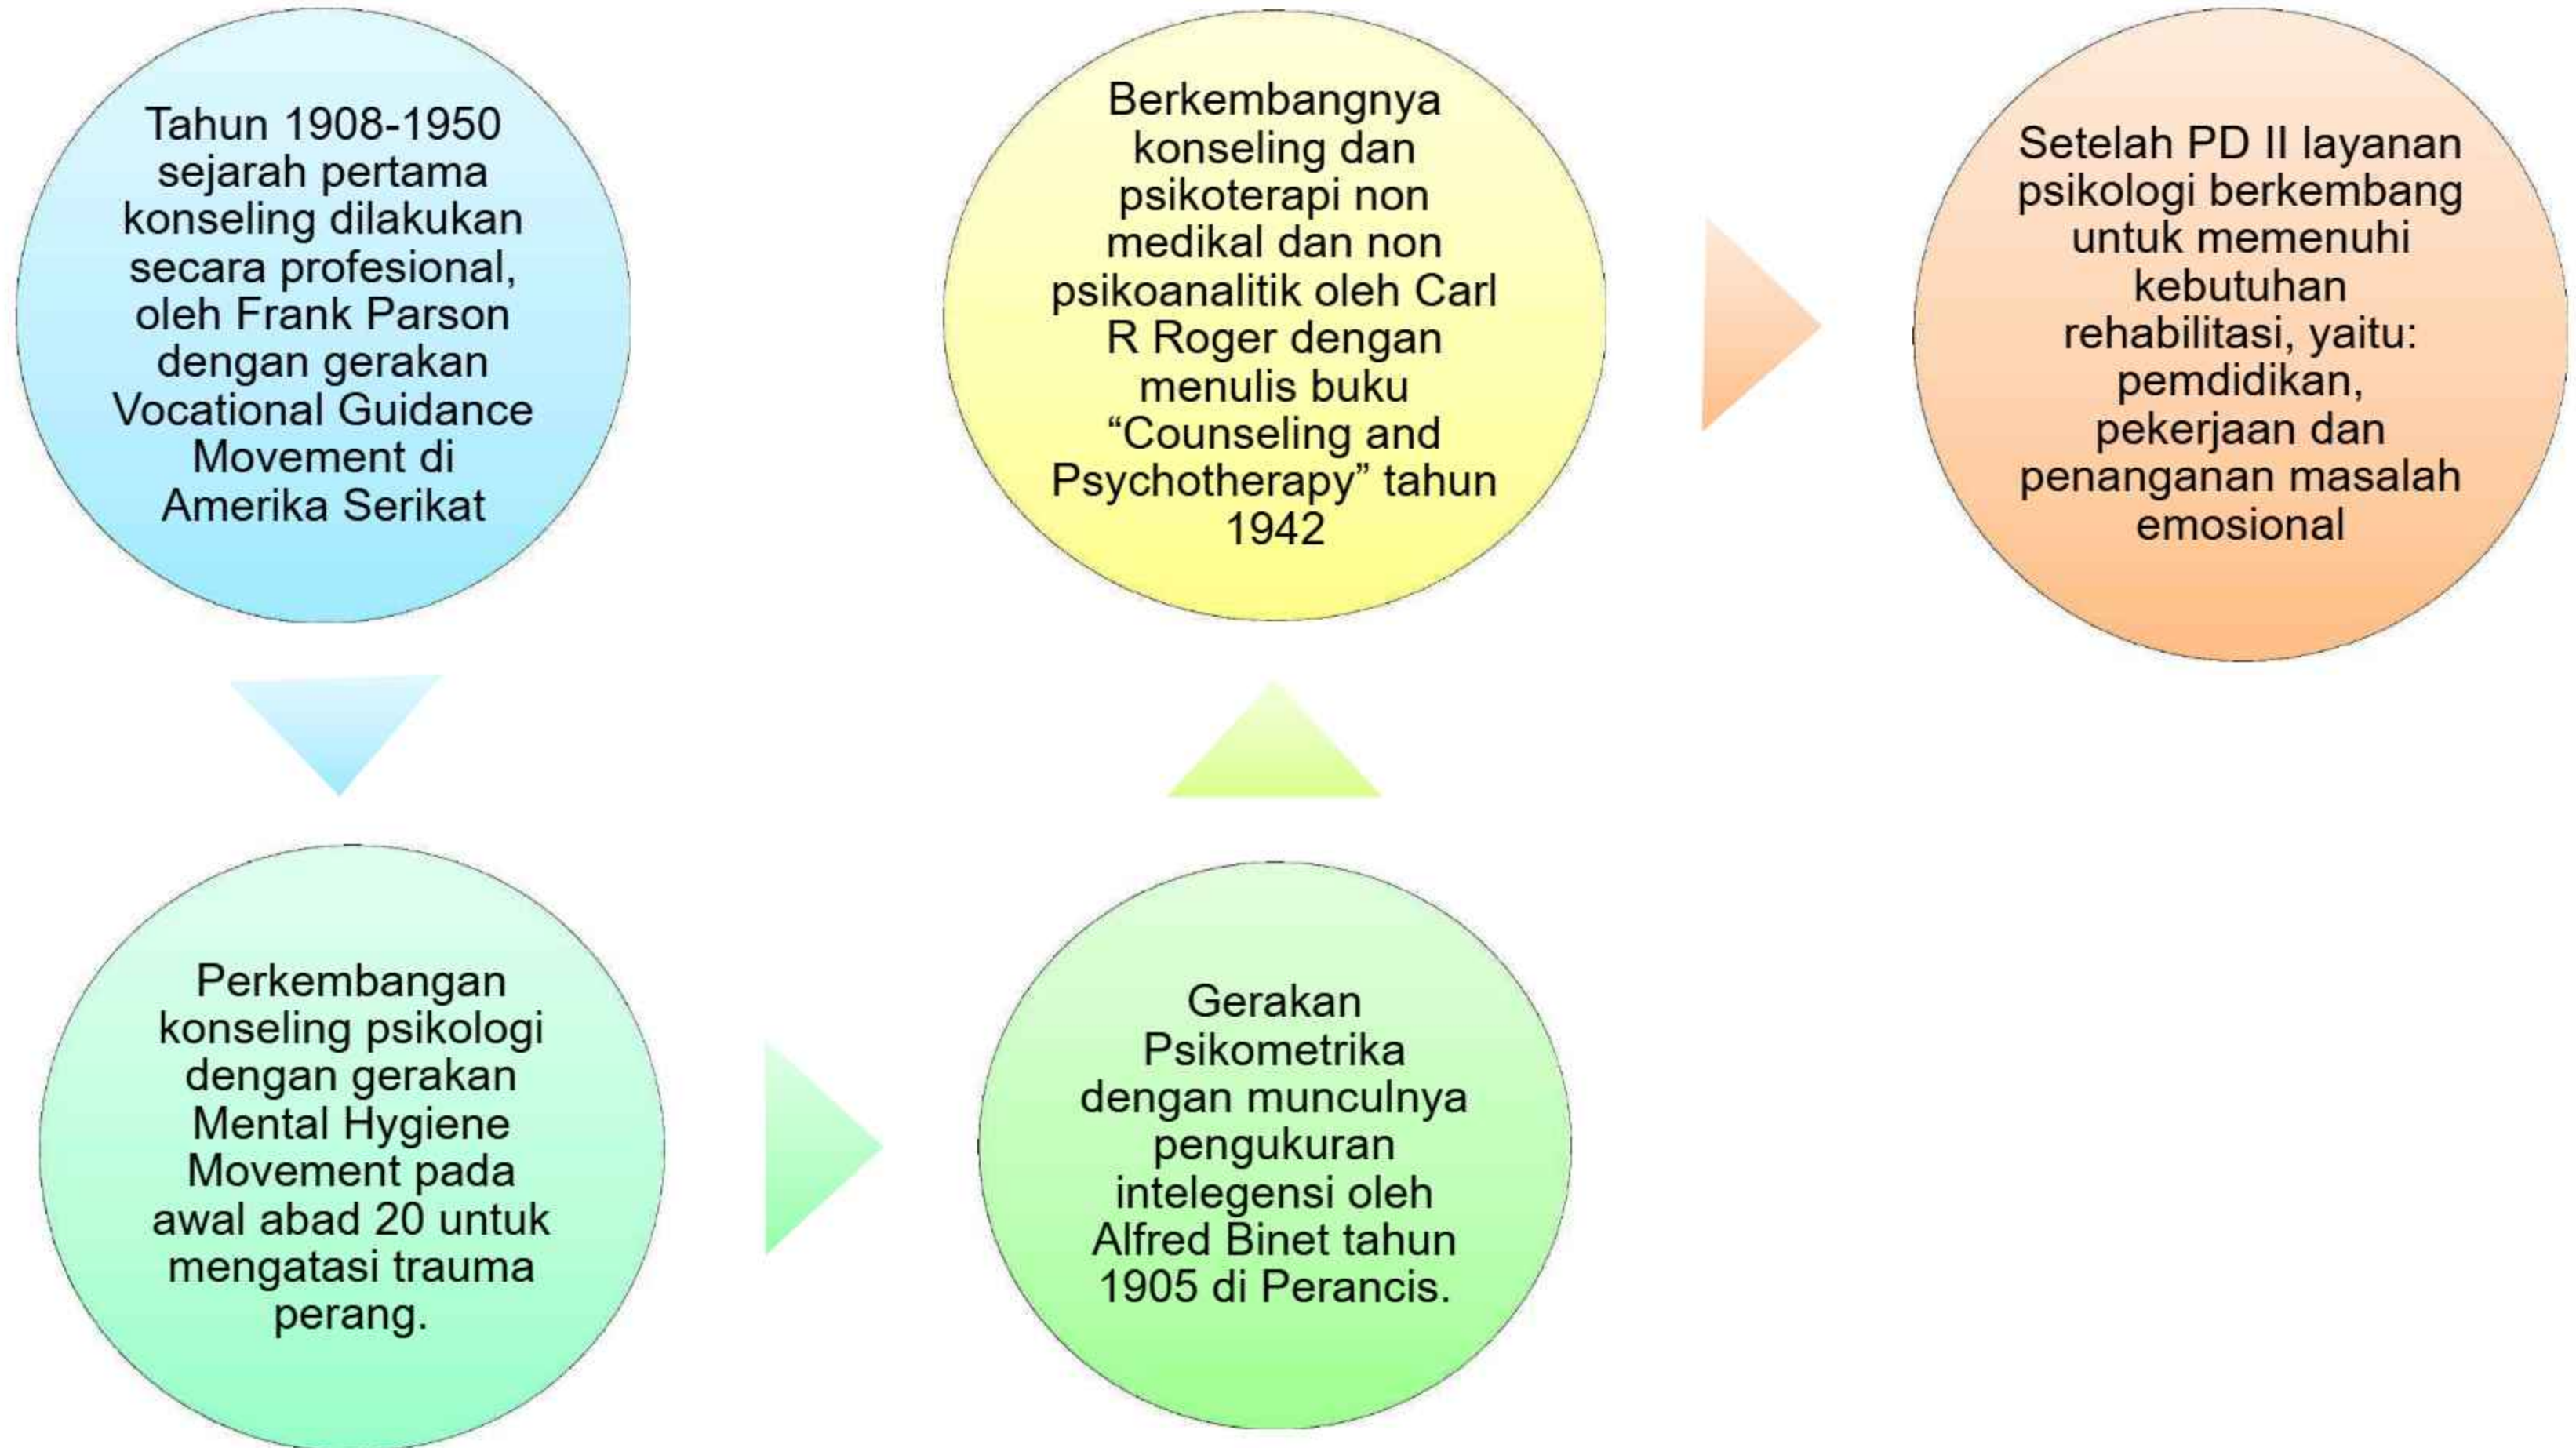 Tahun 1908-1950
sejarah pertama
konseling dilakukan
secara profesional,
oleh Frank Parson
dengan gerakan
Vocational Guidance
Movement di
Amerika Serikat
Perkembangan
konseling psikologi
dengan gerakan
Mental Hygiene
Movement pada
awal abad 20 untuk
mengatasi trauma
perang.
Gerakan
Psikometrika
dengan munculnya
pengukuran
intelegensi oleh
Alfred Binet tahun
1905 di Perancis.
Berkembangnya
konseling dan
psikoterapi non
medikal dan non
psikoanalitik oleh Carl
R Roger dengan
menulis buku
“Counseling and
Psychotherapy” tahun
1942
Setelah PD II layanan
psikologi berkembang
untuk memenuhi
kebutuhan
rehabilitasi, yaitu:
pemdidikan,
pekerjaan dan
penanganan masalah
emosional